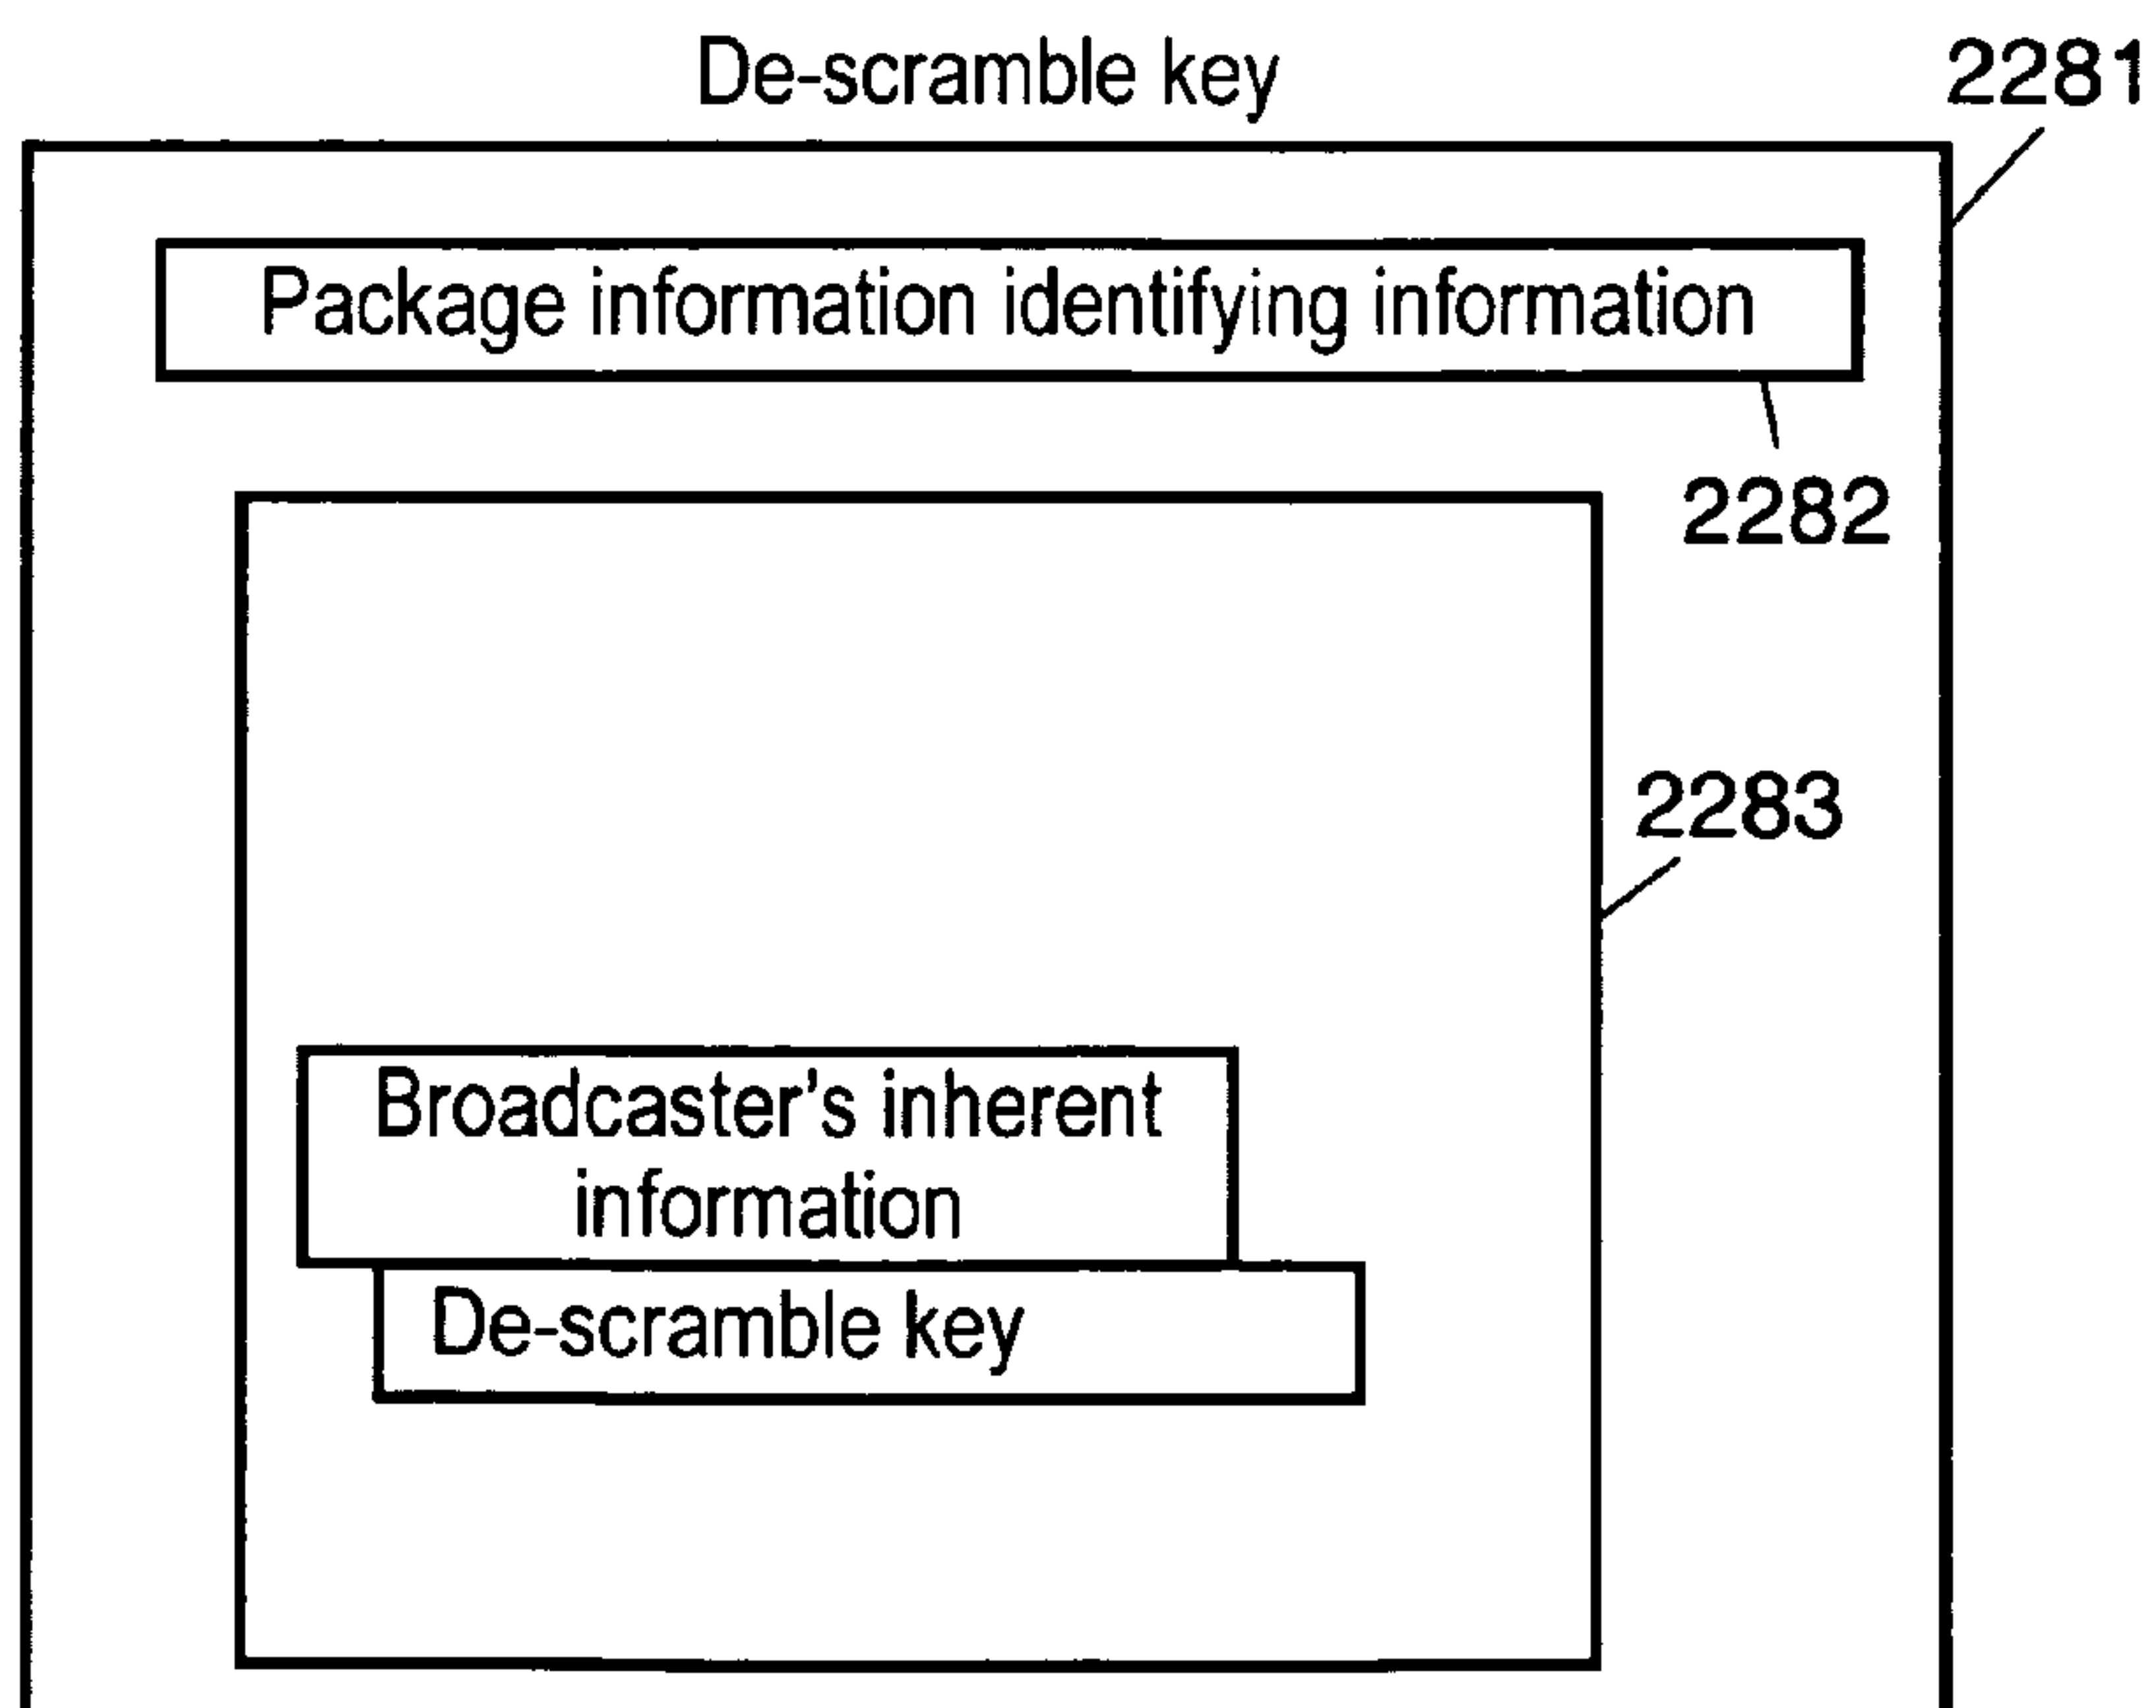 De-scramble key
2281
Package information identifying information
2282
2283
Broadcaster's inherent
information
De-scramble key